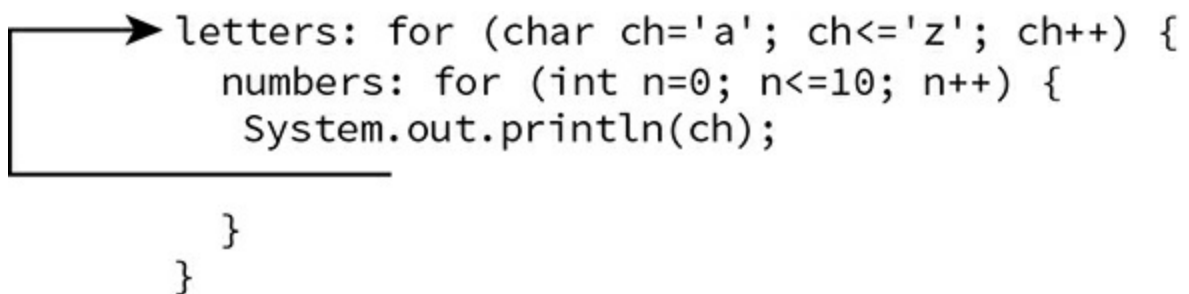 letters: for (char ch='a'; ch<='z'; ch++) {
numbers: for (int n=0; n<=10; n++) {
System.out.println(ch);
}
}